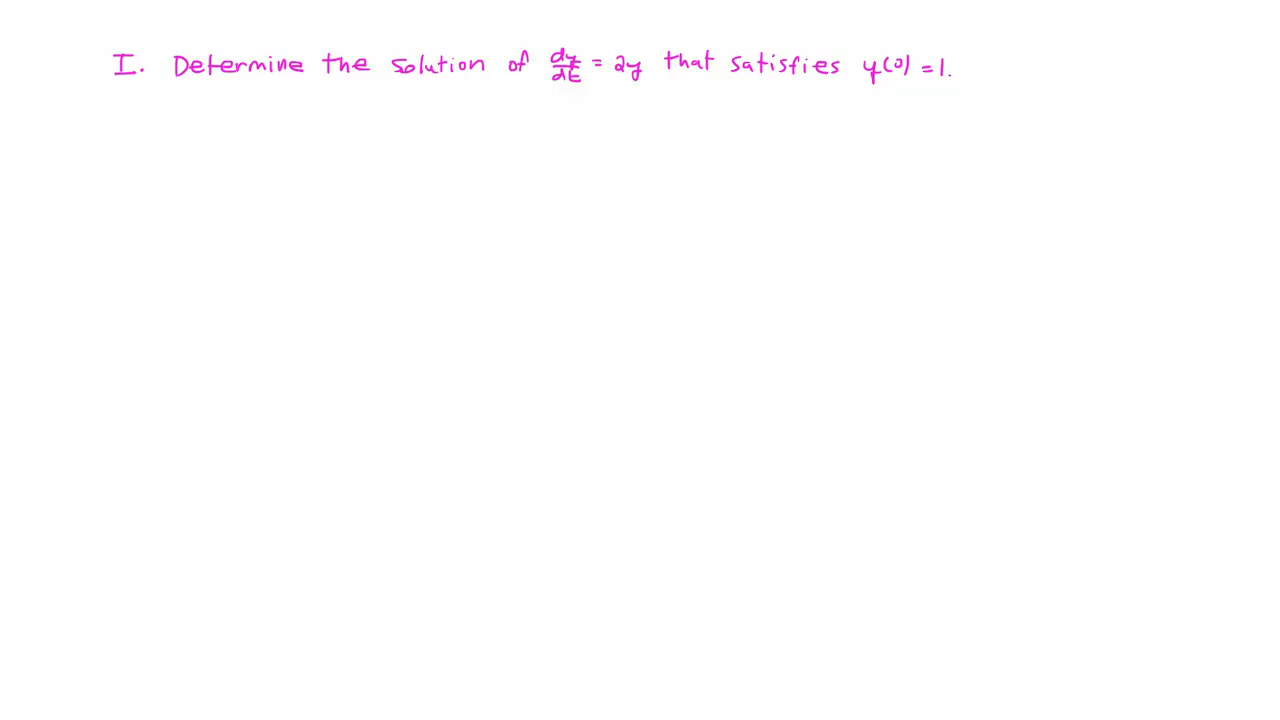 I. Determine the solution of dy/dt = 2y that satisfies y(0) = 1.